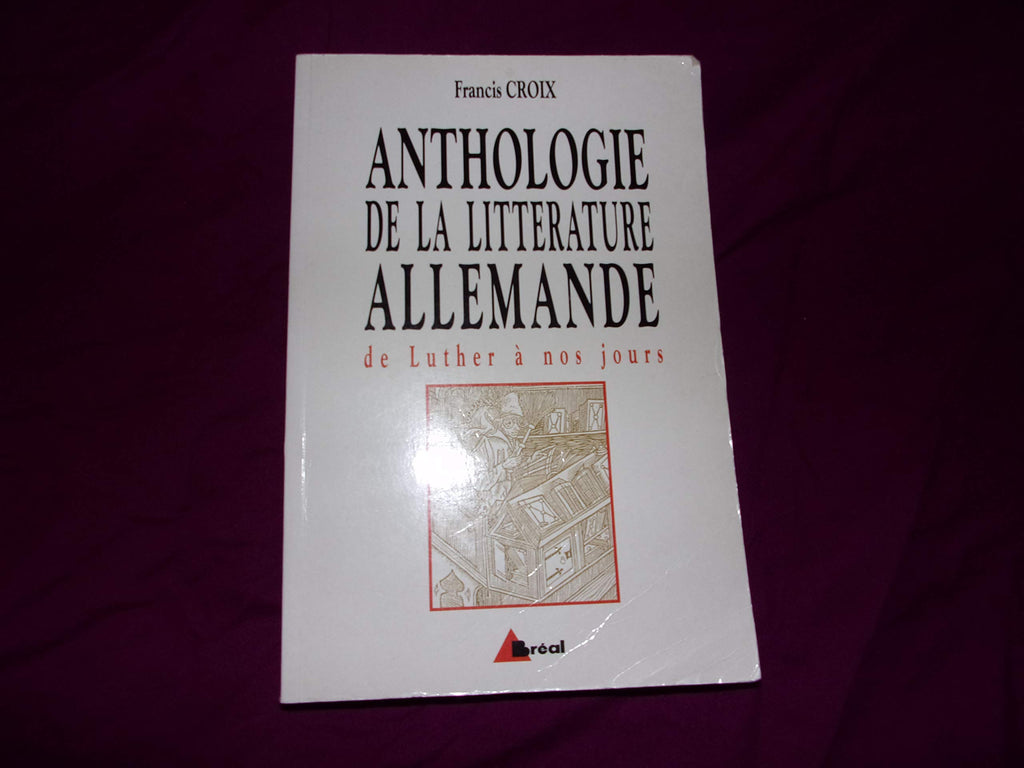 Francis CROIX
ANTHOLOGIE
DE LA LITTERATURE
ALLEMANDE
de Luther à nos jours
Bréal